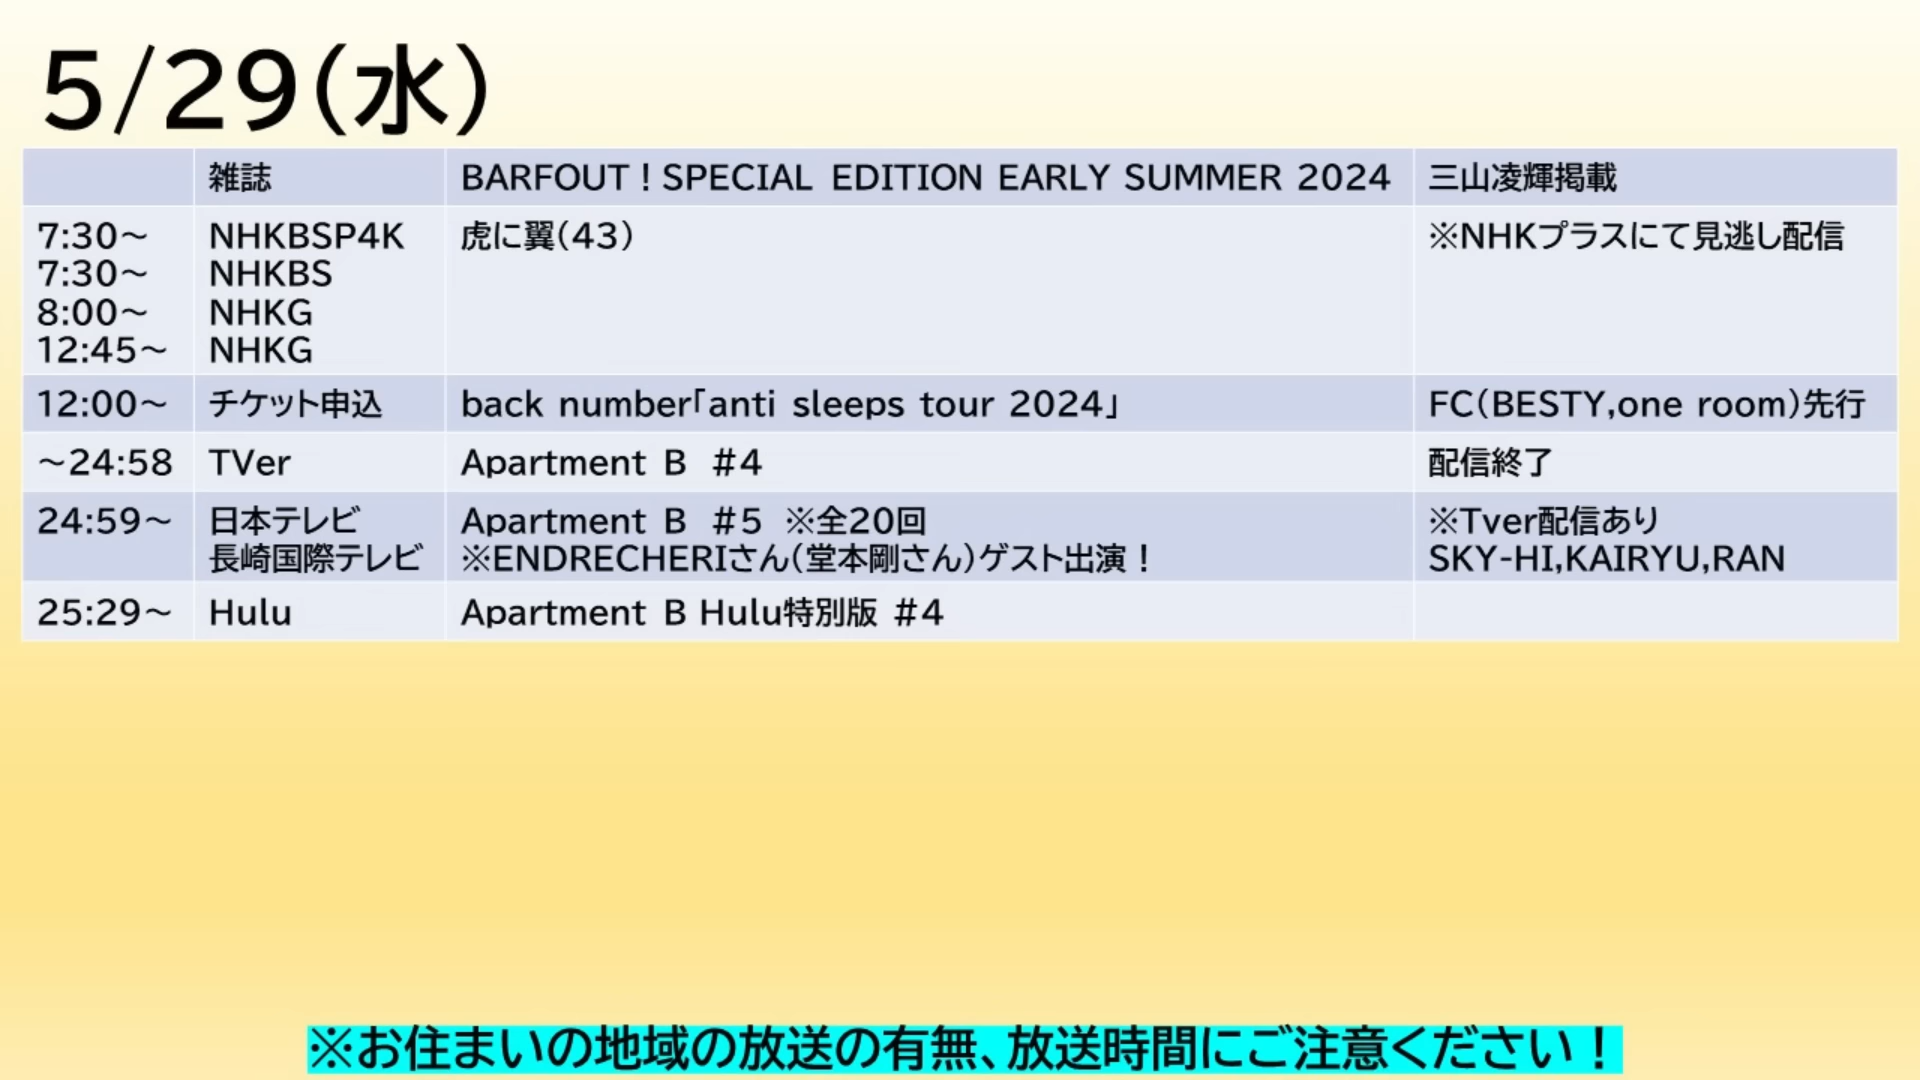 5/29(水)
雑誌 BARFOUT！SPECIAL EDITION EARLY SUMMER 2024 三山凌輝掲載
7:30～ NHKBSP4K 虎に翼(43) ※NHKプラスにて見逃し配信
7:30～ NHKBS
8:00～ NHKG
12:45～ NHKG
12:00～ チケット申込 back number｢anti sleeps tour 2024｣ FC(BESTY,one room)先行
～24:58 TVer Apartment B #4 配信終了
24:59～ 日本テレビ Apartment B #5 ※全20回 ※Tver配信あり
長崎国際テレビ ※ENDRECHERIさん(堂本剛さん)ゲスト出演！ SKY-HI,KAIRYU,RAN
25:29～ Hulu Apartment B Hulu特別版 #4
※お住まいの地域の放送の有無、放送時間にご注意ください！